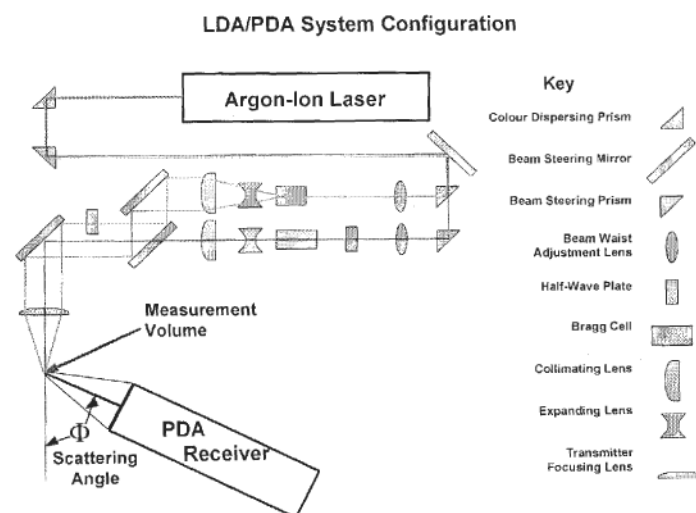 LDA/PDA System Configuration
Argon-Ion Laser
Measurement
Volume
Φ
Scattering
Angle
PDA
Receiver
Key
Colour Dispersing Prism
Beam Steering Mirror
Beam Steering Prism
Beam Waist
Adjustment Lens
Half-Wave Plate
Bragg Cell
Collimating Lens
Expanding Lens
Transmitter
Focusing Lens